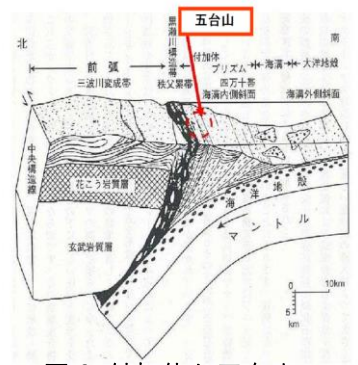 五台山
北
南
黒瀬川構造帯
前弧
付加体
プリズム
海溝
大洋地殻
三波川変成帯
秩父累帯
四万十帯
海溝内側斜面
海溝外側斜面
中央構造線
花こう岩質層
玄武岩質層
海洋地殻
マントル
0 10km
5
km